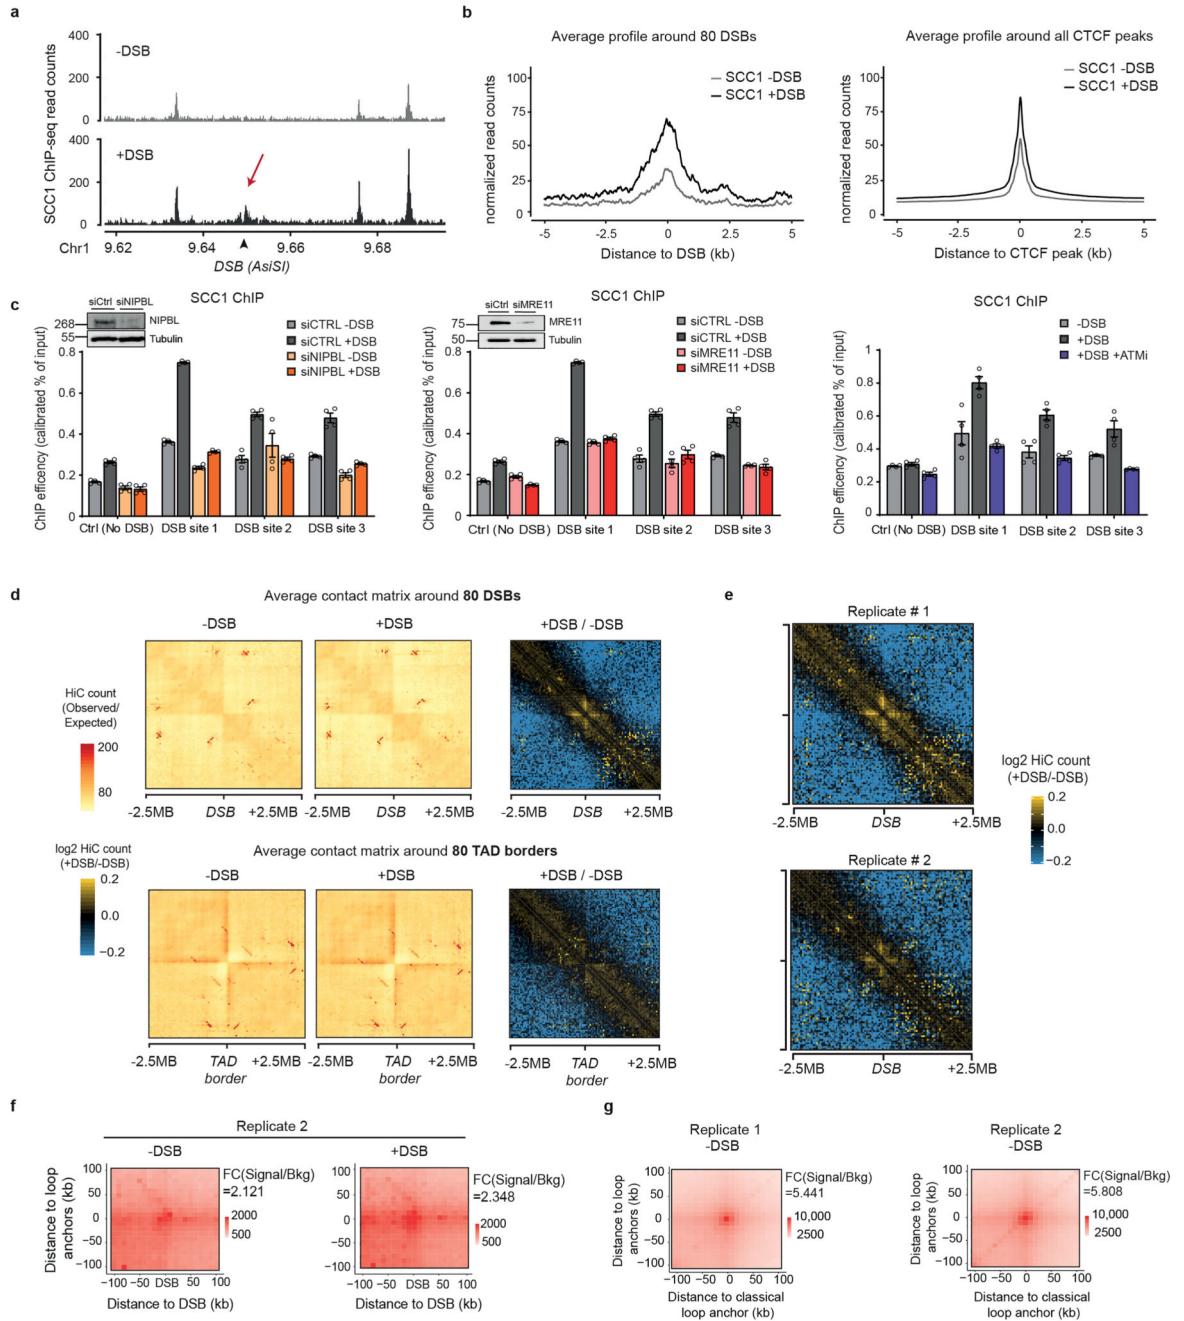 a
400
-DSB
200
0
400
+DSB
200
0
SCC1 ChIP-seq read counts
Chr1
9.62
9.64
9.66
9.68
DSB (AsiSI)
b
Average profile around 80 DSBs
normalized read counts
100
75
50
25
0
SCC1 -DSB
SCC1 +DSB
-5
-2.5
0
2.5
5
Distance to DSB (kb)
Average profile around all CTCF peaks
normalized read counts
100
75
50
25
0
SCC1 -DSB
SCC1 +DSB
-5
-2.5
0
2.5
5
Distance to CTCF peak (kb)
c
SCC1 ChIP
siCtrl siNIPBL
268
NIPBL
55
Tubulin
siCTRL -DSB
siCTRL +DSB
siNIPBL -DSB
siNIPBL +DSB
ChIP efficency (calibrated % of input)
0.8
0.6
0.4
0.2
0
Ctrl (No DSB)
DSB site 1
DSB site 2
DSB site 3
SCC1 ChIP
siCtrl siMRE11
75
MRE11
50
Tubulin
siCTRL -DSB
siCTRL +DSB
siMRE11 -DSB
siMRE11 +DSB
ChIP efficency (calibrated % of input)
0.8
0.6
0.4
0.2
0
Ctrl (No DSB)
DSB site 1
DSB site 2
DSB site 3
SCC1 ChIP
-DSB
+DSB
+DSB +ATMi
ChIP efficency (calibrated % of input)
1
0.8
0.6
0.4
0.2
0
Ctrl (No DSB)
DSB site 1
DSB site 2
DSB site 3
d
Average contact matrix around 80 DSBs
-DSB
+DSB
+DSB / -DSB
HiC count
(Observed/
Expected)
200
80
-2.5MB
DSB
+2.5MB
-2.5MB
DSB
+2.5MB
-2.5MB
DSB
+2.5MB
log2 HiC count
(+DSB/-DSB)
0.2
0.0
−0.2
Average contact matrix around 80 TAD borders
-DSB
+DSB
+DSB / -DSB
-2.5MB
TAD
border
+2.5MB
-2.5MB
TAD
border
+2.5MB
-2.5MB
TAD
border
+2.5MB
e
Replicate # 1
-2.5MB
DSB
+2.5MB
log2 HiC count
(+DSB/-DSB)
0.2
0.0
−0.2
Replicate # 2
-2.5MB
DSB
+2.5MB
f
Replicate 2
-DSB
Distance to loop
anchors (kb)
100
50
0
−50
−100
FC(Signal/Bkg)
=2.121
2000
500
−100
−50
DSB
50
100
Distance to DSB (kb)
+DSB
100
50
0
−50
−100
FC(Signal/Bkg)
=2.348
2000
500
−100
−50
DSB
50
100
Distance to DSB (kb)
g
Replicate 1
-DSB
Distance to loop
anchors (kb)
100
50
0
−50
−100
FC(Signal/Bkg)
=5.441
10,000
2500
−100
−50
0
50
100
Distance to classical
loop anchor (kb)
Replicate 2
-DSB
Distance to loop
anchors (kb)
100
50
0
−50
−100
FC(Signal/Bkg)
=5.808
10,000
2500
−100
−50
0
50
100
Distance to classical
loop anchor (kb)